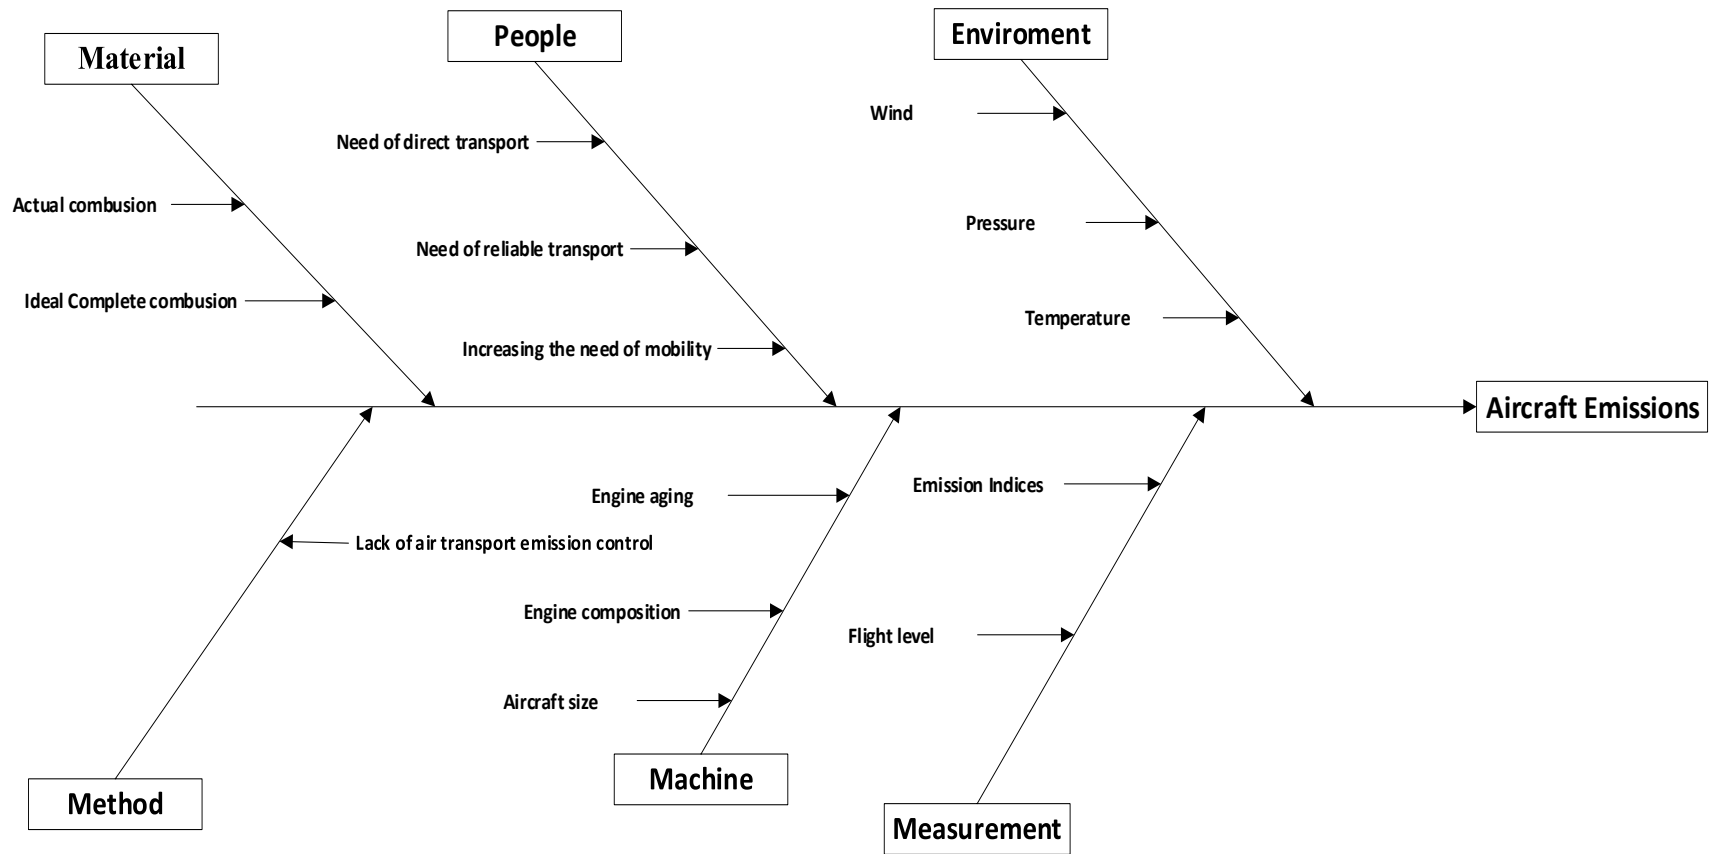 Material
People
Enviroment
Wind
Need of direct transport
Actual combusion
Pressure
Need of reliable transport
Ideal Complete combusion
Temperature
Increasing the need of mobility
Aircraft Emissions
Emission Indices
Engine aging
Lack of air transport emission control
Engine composition
Flight level
Aircraft size
Machine
Method
Measurement